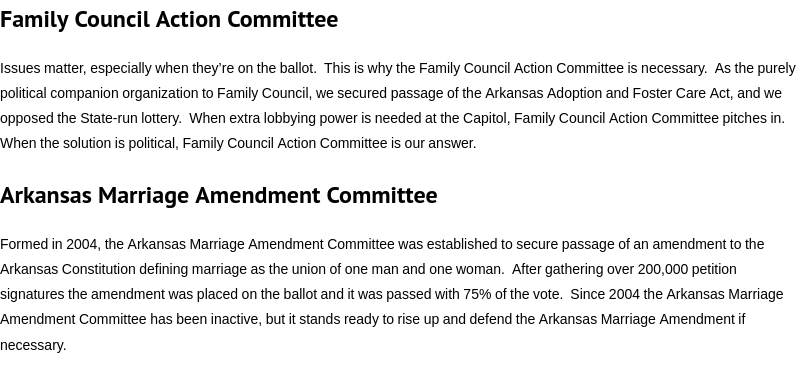 Family Council Action Committee
Issues matter, especially when they’re on the ballot.  This is why the Family Council Action Committee is necessary.  As the purely
political companion organization to Family Council, we secured passage of the Arkansas Adoption and Foster Care Act, and we
opposed the State-run lottery.  When extra lobbying power is needed at the Capitol, Family Council Action Committee pitches in.
When the solution is political, Family Council Action Committee is our answer.
Arkansas Marriage Amendment Committee
Formed in 2004, the Arkansas Marriage Amendment Committee was established to secure passage of an amendment to the
Arkansas Constitution defining marriage as the union of one man and one woman.  After gathering over 200,000 petition
signatures the amendment was placed on the ballot and it was passed with 75% of the vote.  Since 2004 the Arkansas Marriage
Amendment Committee has been inactive, but it stands ready to rise up and defend the Arkansas Marriage Amendment if
necessary.